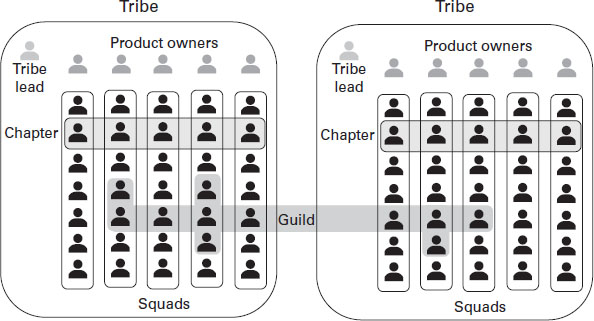 Tribe
Product owners
Tribe
lead
Chapter
Squads
Guild
Tribe
Product owners
Tribe
lead
Chapter
Squads